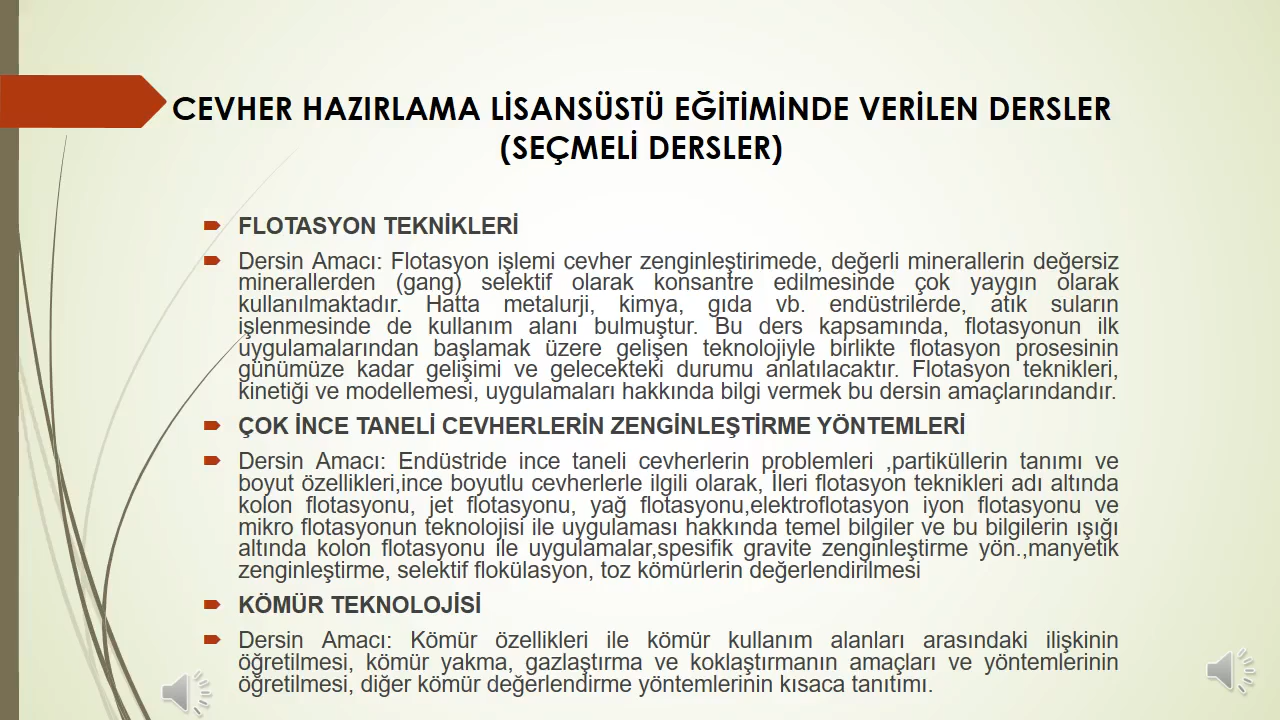 CEVHER HAZIRLAMA LİSANSÜSTÜ EĞİTİMİNDE VERİLEN DERSLER
(SEÇMELİ DERSLER)
FLOTASYON TEKNİKLERİ
Dersin Amacı: Flotasyon işlemi cevher zenginleştirimede, değerli minerallerin değersiz
minerallerden (gang) selektif olarak konsantre edilmesinde çok yaygın olarak
kullanılmaktadır. Hatta metalurji, kimya, gıda vb. endüstrilerde, atık suların
işlenmesinde de kullanım alanı bulmuştur. Bu ders kapsamında, flotasyonun ilk
uygulamalarından başlamak üzere gelişen teknolojiyle birlikte flotasyon prosesinin
günümüze kadar gelişimi ve gelecekteki durumu anlatılacaktır. Flotasyon teknikleri,
kinetiği ve modellemesi, uygulamaları hakkında bilgi vermek bu dersin amaçlarındandır.
ÇOK İNCE TANELİ CEVHERLERİN ZENGİNLEŞTİRME YÖNTEMLERİ
Dersin Amacı: Endüstride ince taneli cevherlerin problemleri ,partiküllerin tanımı ve
boyut özellikleri,ince boyutlu cevherlerle ilgili olarak, İleri flotasyon teknikleri adı altında
kolon flotasyonu, jet flotasyonu, yağ flotasyonu,elektroflotasyon iyon flotasyonu ve
mikro flotasyonun teknolojisi ile uygulaması hakkında temel bilgiler ve bu bilgilerin ışığı
altında kolon flotasyonu ile uygulamalar,spesifik gravite zenginleştirme yön.,manyetik
zenginleştirme, selektif flokülasyon, toz kömürlerin değerlendirilmesi
KÖMÜR TEKNOLOJİSİ
Dersin Amacı: Kömür özellikleri ile kömür kullanım alanları arasındaki ilişkinin
öğretilmesi, kömür yakma, gazlaştırma ve koklaştırmanın amaçları ve yöntemlerinin
öğretilmesi, diğer kömür değerlendirme yöntemlerinin kısaca tanıtımı.